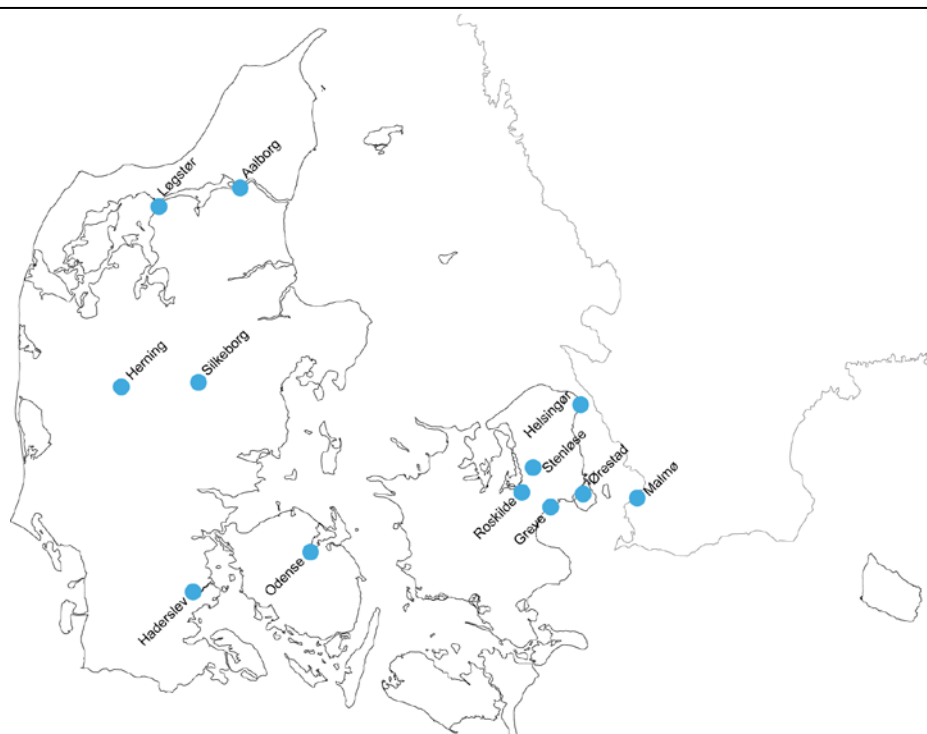 Aalborg
Løgstør
Silkeborg
Herning
Helsingør
Stenløse
Ørestad
Malmø
Roskilde
Greve
Odense
Haderslev